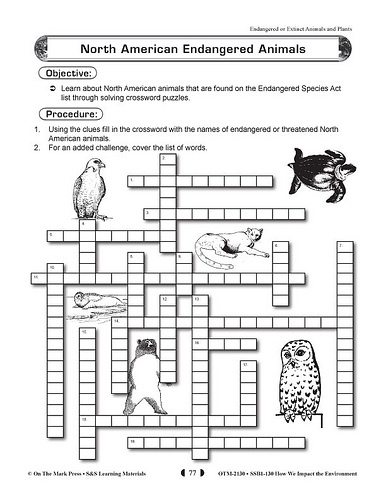 Endangered or Extinct Animals and Plants
North American Endangered Animals
Objective:
➲ Learn about North American animals that are found on the Endangered Species Act
list through solving crossword puzzles.
Procedure:
1. Using the clues fill in the crossword with the names of endangered or threatened North
American animals.
2. For an added challenge, cover the list of words.
2.
1.
3.
4.
5.
6.
7.
8.
9.
10.
11.
12.
13.
14.
15.
16.
17.
18.
19.
© On The Mark Press • S&S Learning Materials
77
OTM-2130 • SSB1-130 How We Impact the Environment